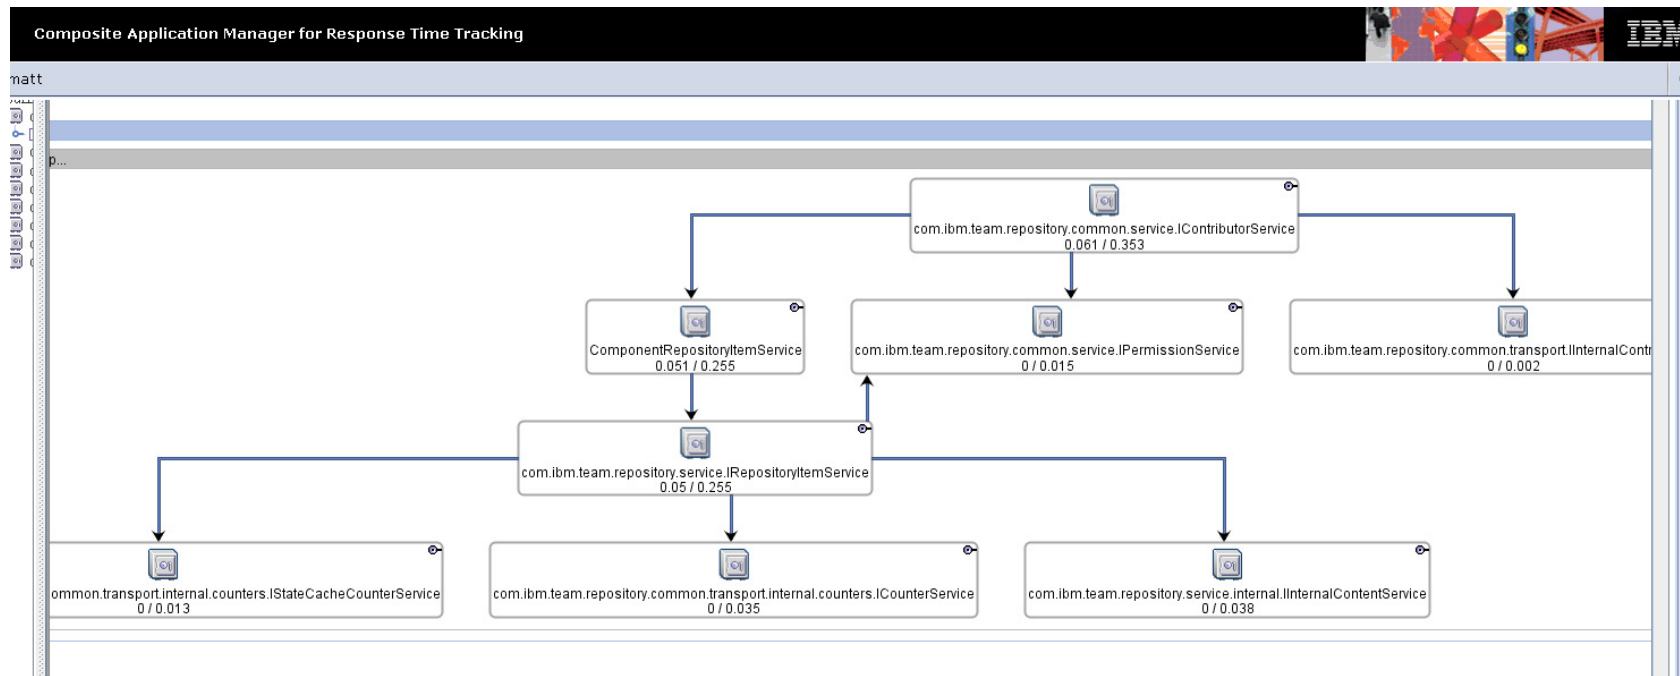 Composite Application Manager for Response Time Tracking
IBM
matt
p...
com.ibm.team.repository.common.service.IContributorService
0.061 / 0.353
ComponentRepositoryItemService
0.051 / 0.255
com.ibm.team.repository.common.service.IPermissionService
0 / 0.015
com.ibm.team.repository.common.transport.IInternalContr
0 / 0.002
com.ibm.team.repository.service.IRepositoryItemService
0.05 / 0.255
ommon.transport.internal.counters.IStateCacheCounterService
0 / 0.013
com.ibm.team.repository.common.transport.internal.counters.ICounterService
0 / 0.035
com.ibm.team.repository.service.internal.IInternalContentService
0 / 0.038